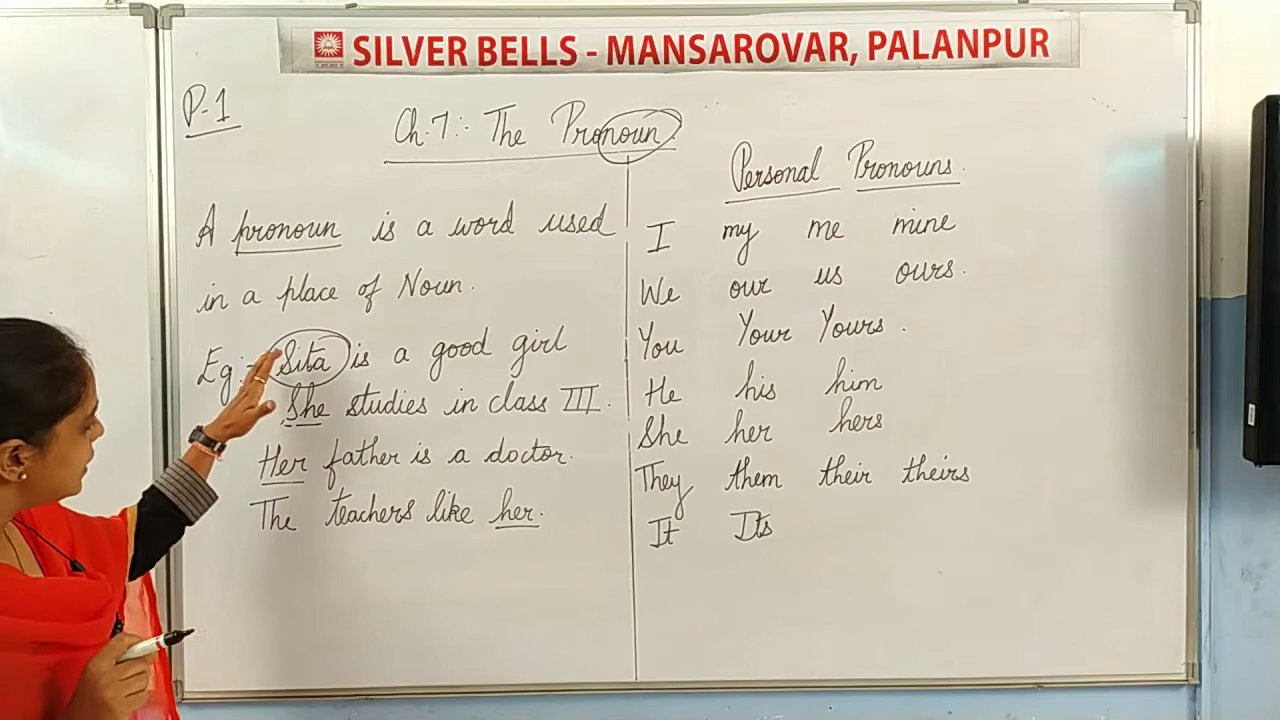 SILVER BELLS - MANSAROVAR, PALANPUR
P-1
Ch.7:- The Pronoun.
A pronoun is a word used
in a place of Noun.
Eg:- Sita is a good girl
She studies in class III.
Her father is a doctor.
The teachers like her.
Personal Pronouns.
I my me mine
We our us ours.
You Your Yours.
He his him
She her hers
They them their theirs
It Its